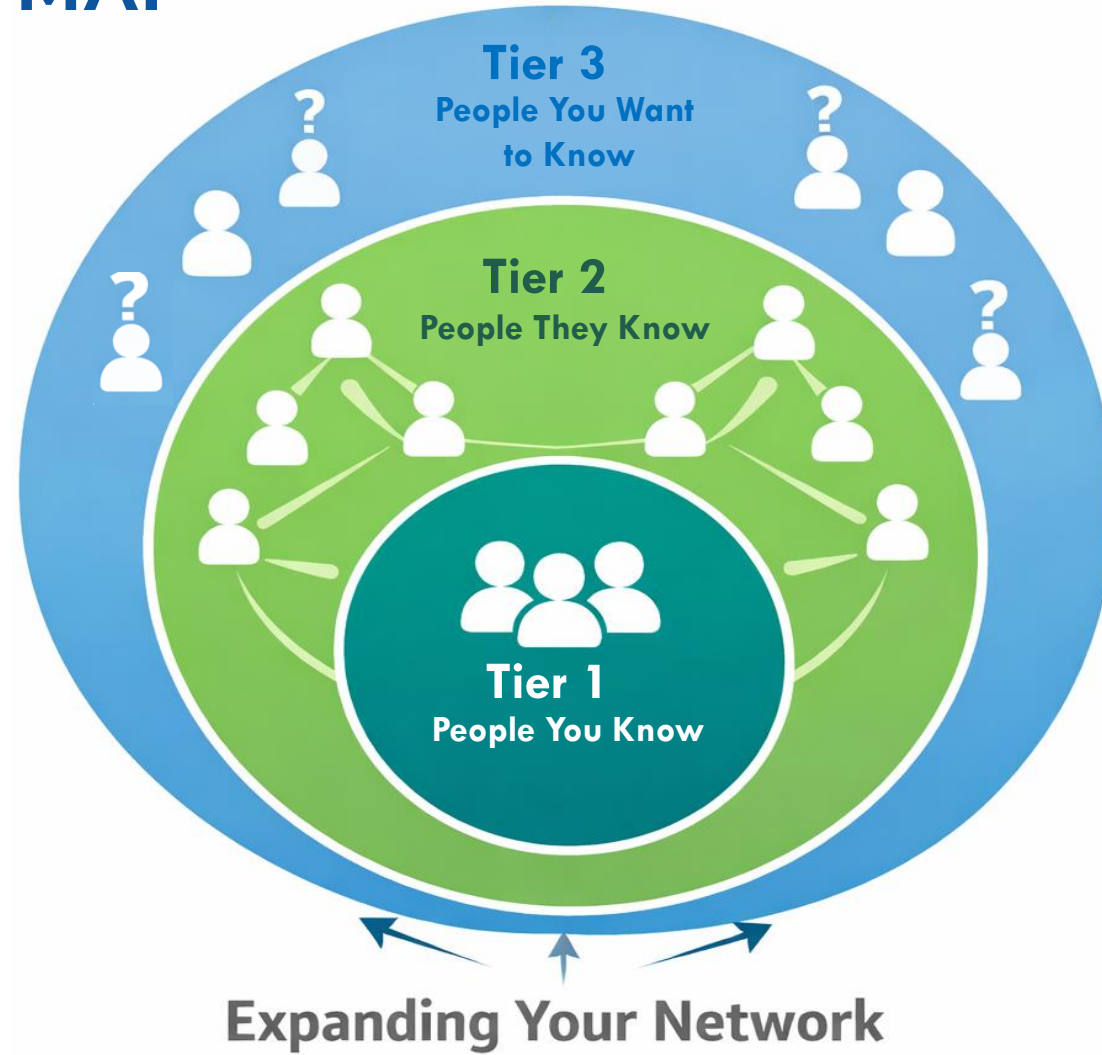 MAP
Tier 3
People You Want
to Know
?
?
?
?
Tier 2
People They Know
Tier 1
People You Know
Expanding Your Network